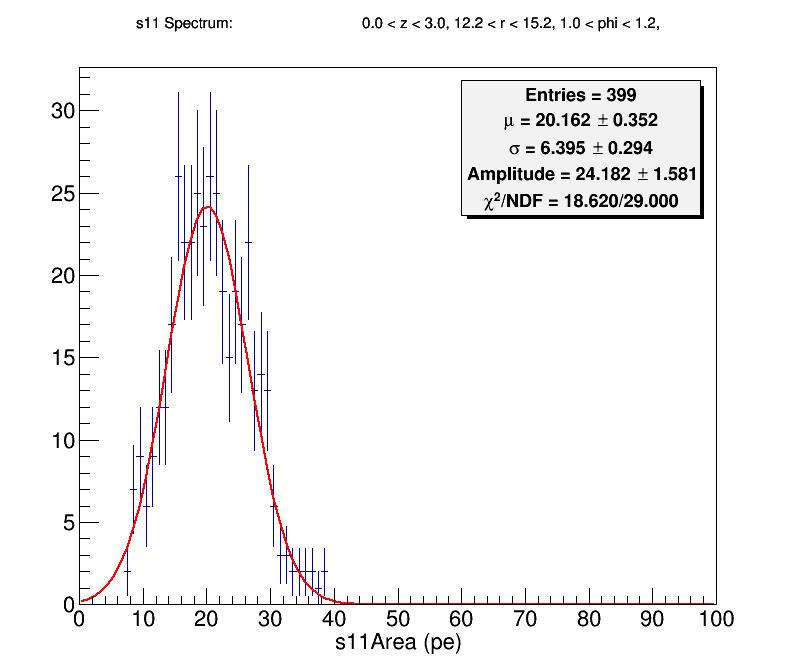 s11 Spectrum: 0.0 < z < 3.0, 12.2 < r < 15.2, 1.0 < phi < 1.2,
Entries = 399
μ = 20.162 ± 0.352
σ = 6.395 ± 0.294
Amplitude = 24.182 ± 1.581
χ²/NDF = 18.620/29.000
30
25
20
15
10
5
0
0 10 20 30 40 50 60 70 80 90 100
s11Area (pe)